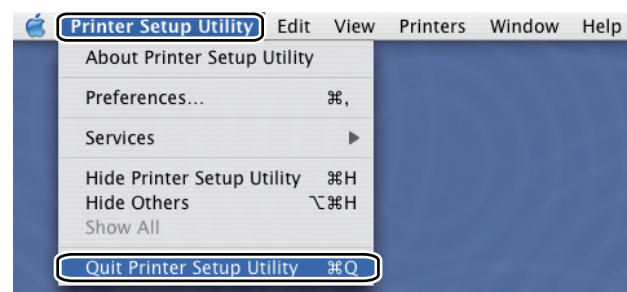 Printer Setup Utility Edit View Printers Window Help
About Printer Setup Utility
Preferences... ⌘,
Services ▶
Hide Printer Setup Utility ⌘H
Hide Others ⌥⌘H
Show All
Quit Printer Setup Utility ⌘Q